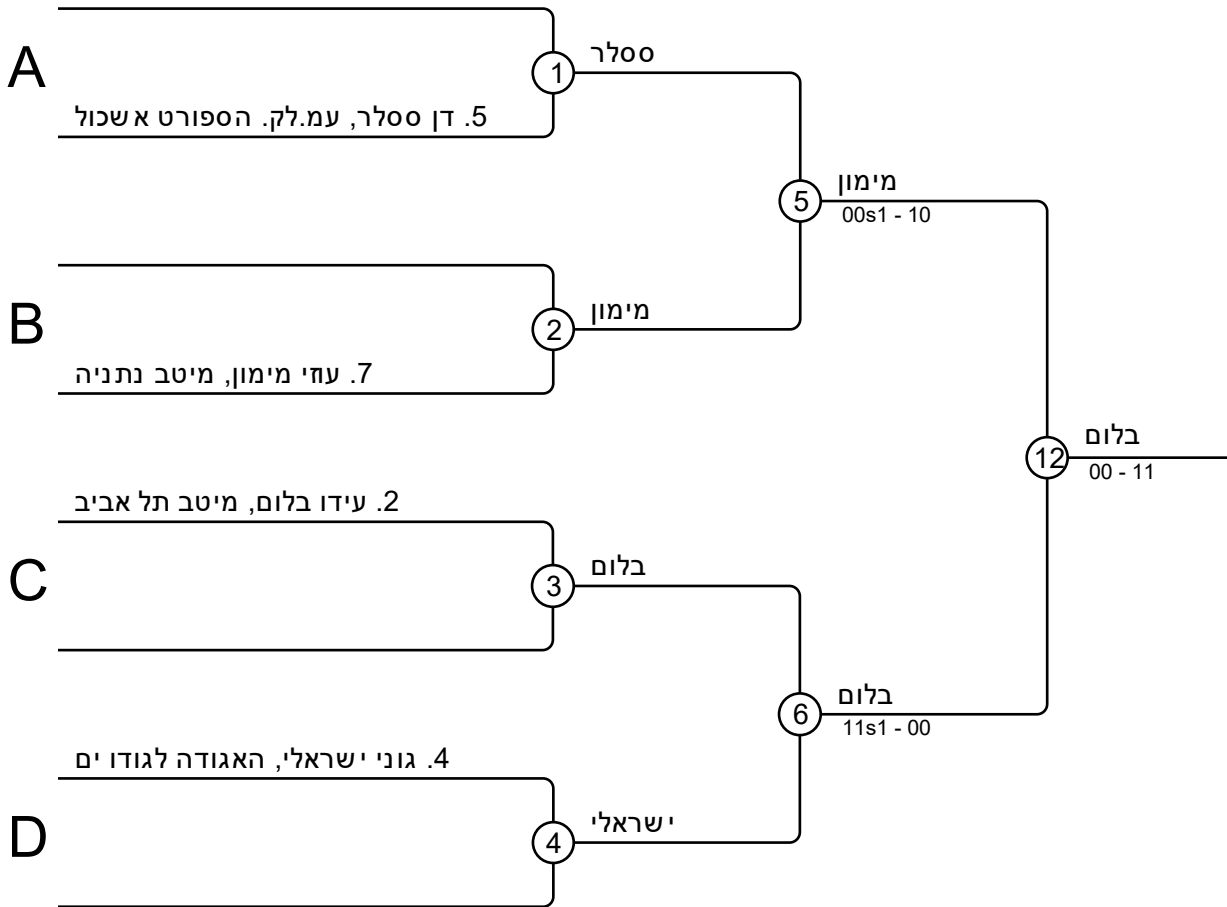 A
1
ססלר
5. דן ססלר, עמ.לק. הספורט אשכול
5
מימון
00s1 - 10
B
2
מימון
7. עוזי מימון, מיטב נתניה
12
בלום
00 - 11
2. עידו בלום, מיטב תל אביב
C
3
בלום
6
בלום
11s1 - 00
4. גוני ישראלי, האגודה לגודו ים
D
4
ישראלי